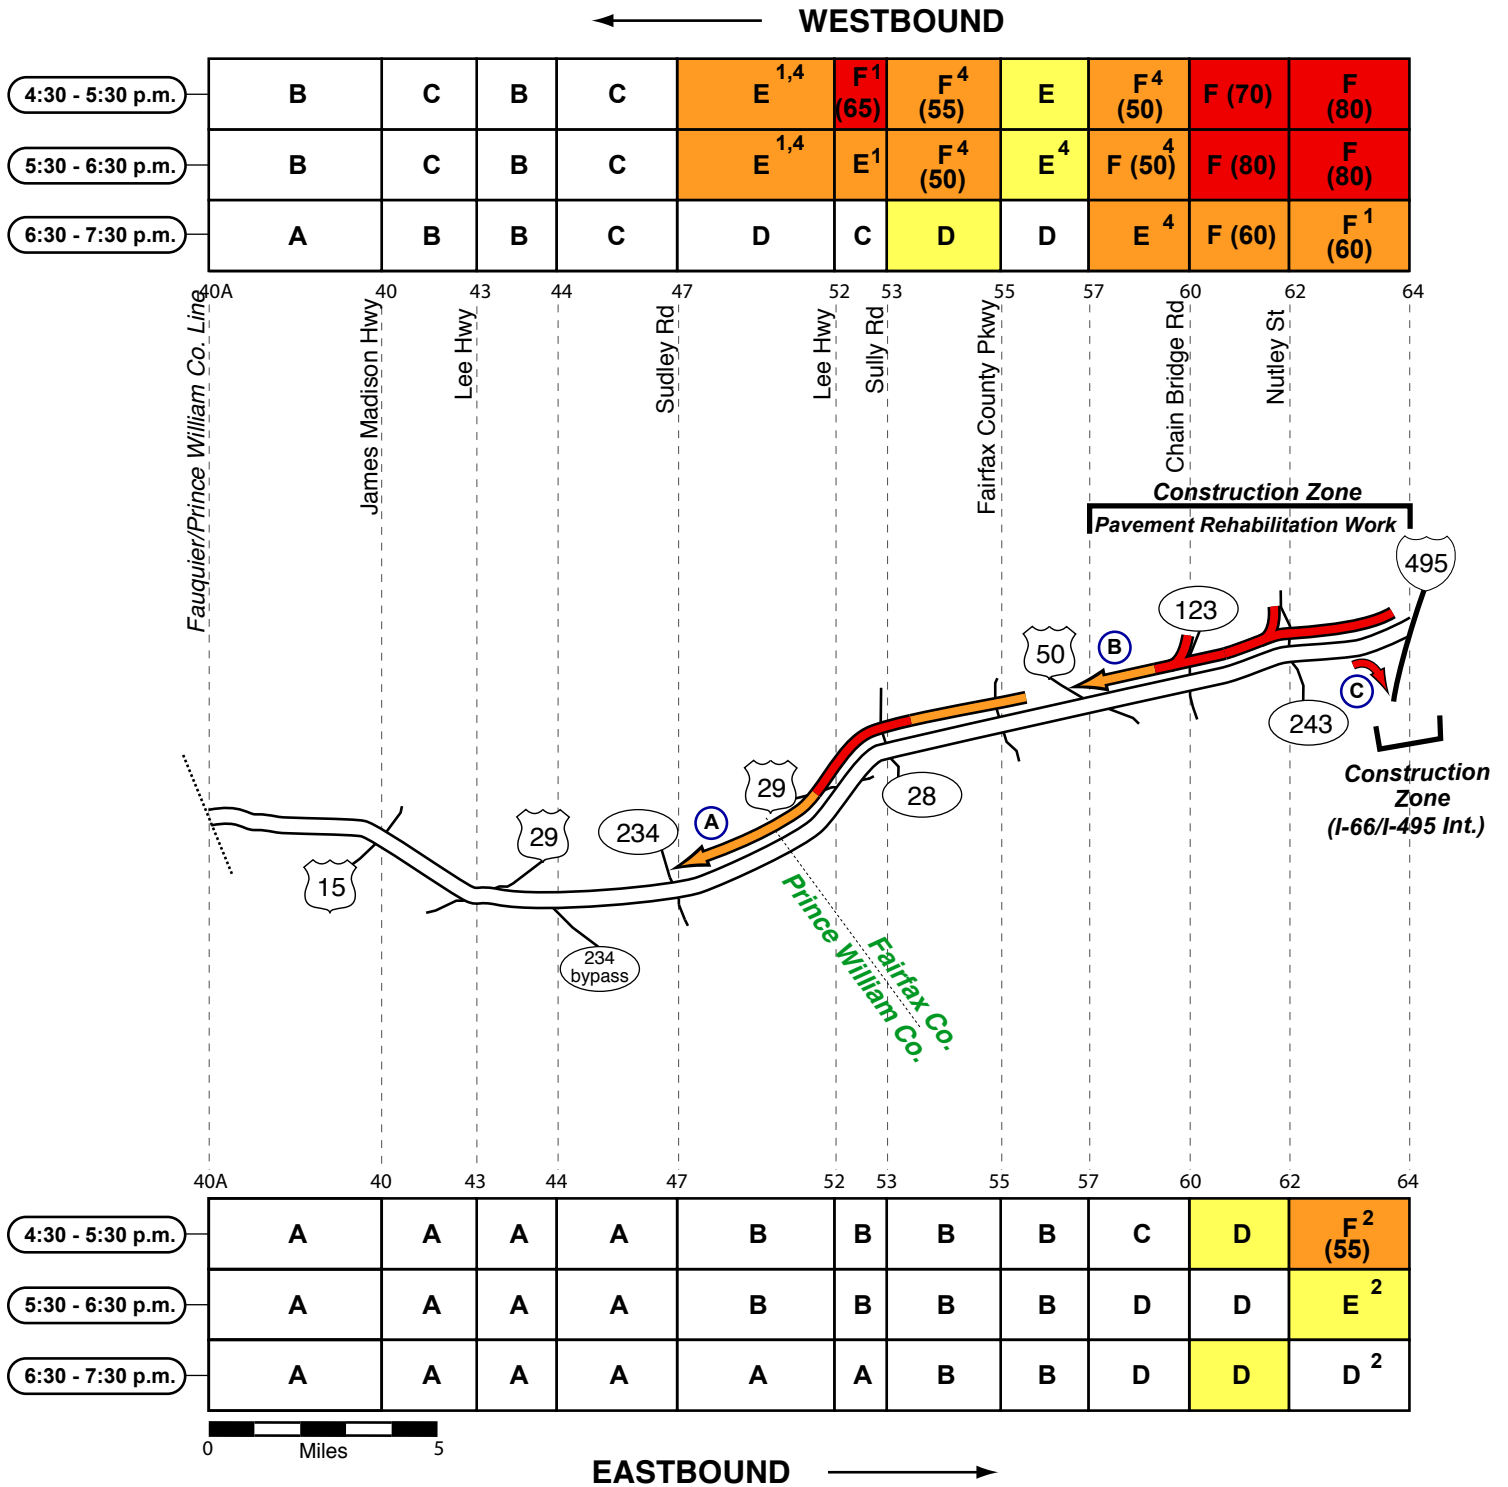 WESTBOUND
4:30 - 5:30 p.m. B C B C E 1,4 F 1 (65) F 4 (55) E F 4 (50) F (70) F (80)
5:30 - 6:30 p.m. B C B C E 1,4 E 1 F 4 (50) E 4 F (50) 4 F (80) F (80)
6:30 - 7:30 p.m. A B B C D C D D E 4 F (60) F 1 (60)
40A 40 43 44 47 52 53 55 57 60 62 64
Fauquier/Prince William Co. Line
James Madison Hwy
Lee Hwy
Sudley Rd
Lee Hwy
Sully Rd
Fairfax County Pkwy
Chain Bridge Rd
Nutley St
Construction Zone
Pavement Rehabilitation Work
495
123
50
B
C
243
Construction
Zone
(I-66/I-495 Int.)
29
28
A
234
29
15
234
bypass
Prince William Co.
Fairfax Co.
40A 40 43 44 47 52 53 55 57 60 62 64
4:30 - 5:30 p.m. A A A A B B B B C D F 2 (55)
5:30 - 6:30 p.m. A A A A B B B B D D E 2
6:30 - 7:30 p.m. A A A A A A B B D D D 2
0 Miles 5
EASTBOUND